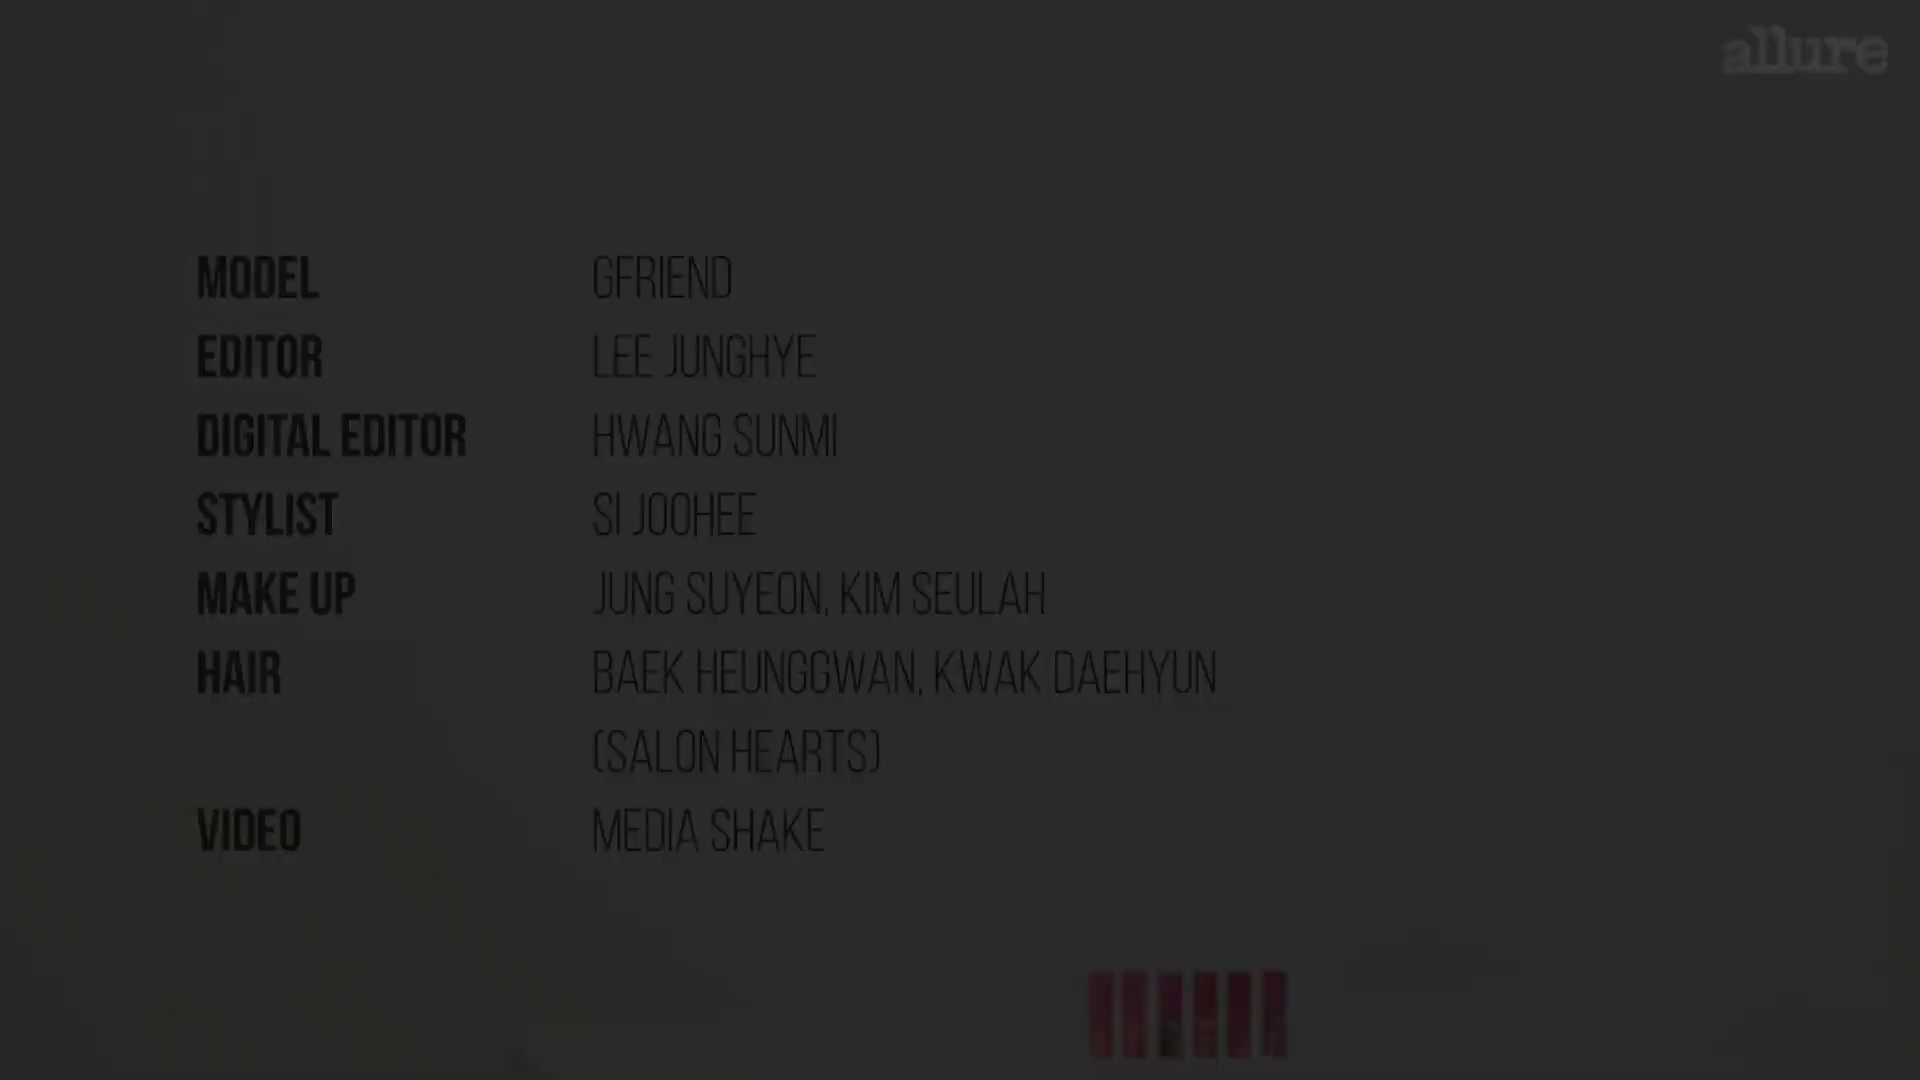 allure
MODEL GFRIEND
EDITOR LEE JUNGHYE
DIGITAL EDITOR HWANG SUNMI
STYLIST SI JOOHEE
MAKE UP JUNG SUYEON, KIM SEULAH
HAIR BAEK HEUNGGWAN, KWAK DAEHYUN
(SALON HEARTS)
VIDEO MEDIA SHAKE